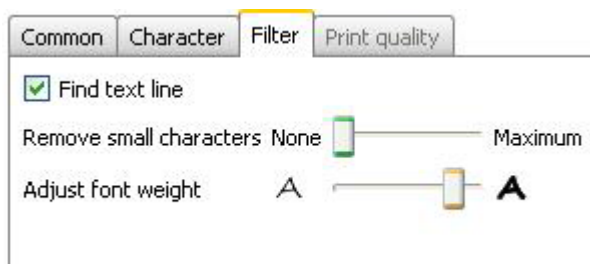 Common Character Filter Print quality
Find text line
Remove small characters None Maximum
Adjust font weight A A